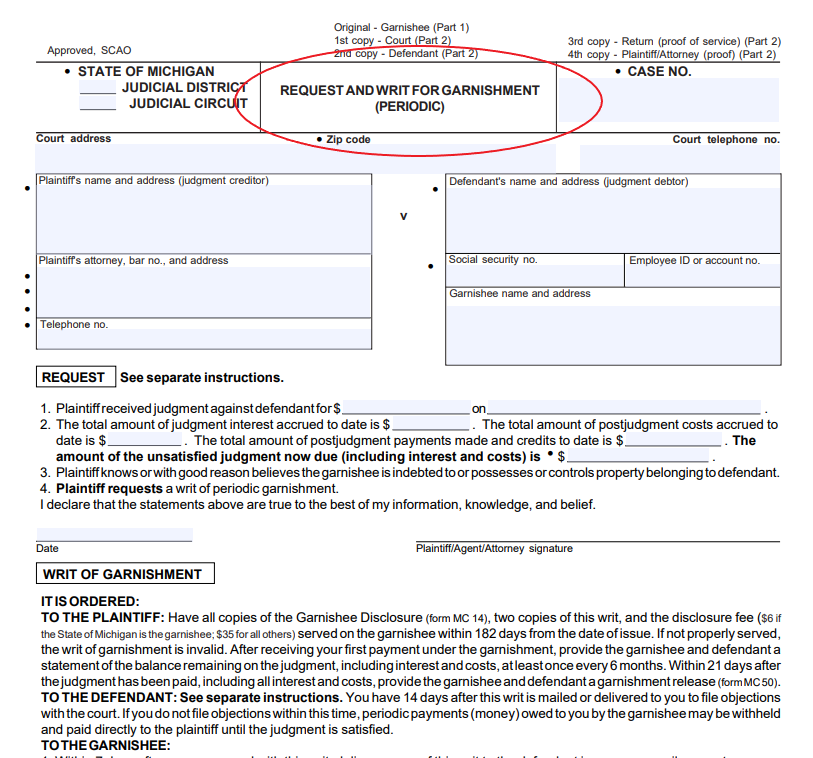 Original - Garnishee (Part 1)
1st copy - Court (Part 2)
2nd copy - Defendant (Part 2)
3rd copy - Return (proof of service) (Part 2)
4th copy - Plaintiff/Attorney (proof) (Part 2)
Approved, SCAO
• STATE OF MICHIGAN
JUDICIAL DISTRICT
JUDICIAL CIRCUIT
REQUEST AND WRIT FOR GARNISHMENT
(PERIODIC)
• CASE NO.
Court address
• Zip code
Court telephone no.
• Plaintiff's name and address (judgment creditor)
v
• Defendant's name and address (judgment debtor)
Plaintiff's attorney, bar no., and address
• Social security no.
Employee ID or account no.
Garnishee name and address
• Telephone no.
REQUEST See separate instructions.
1. Plaintiff received judgment against defendant for $ on .
2. The total amount of judgment interest accrued to date is $ . The total amount of postjudgment costs accrued to
date is $ . The total amount of postjudgment payments made and credits to date is $ . The
amount of the unsatisfied judgment now due (including interest and costs) is • $ .
3. Plaintiff knows or with good reason believes the garnishee is indebted to or possesses or controls property belonging to defendant.
4. Plaintiff requests a writ of periodic garnishment.
I declare that the statements above are true to the best of my information, knowledge, and belief.
Date
Plaintiff/Agent/Attorney signature
WRIT OF GARNISHMENT
IT IS ORDERED:
TO THE PLAINTIFF: Have all copies of the Garnishee Disclosure (form MC 14), two copies of this writ, and the disclosure fee ($6 if
the State of Michigan is the garnishee; $35 for all others) served on the garnishee within 182 days from the date of issue. If not properly served,
the writ of garnishment is invalid. After receiving your first payment under the garnishment, provide the garnishee and defendant a
statement of the balance remaining on the judgment, including interest and costs, at least once every 6 months. Within 21 days after
the judgment has been paid, including all interest and costs, provide the garnishee and defendant a garnishment release (form MC 50).
TO THE DEFENDANT: See separate instructions. You have 14 days after this writ is mailed or delivered to you to file objections
with the court. If you do not file objections within this time, periodic payments (money) owed to you by the garnishee may be withheld
and paid directly to the plaintiff until the judgment is satisfied.
TO THE GARNISHEE: